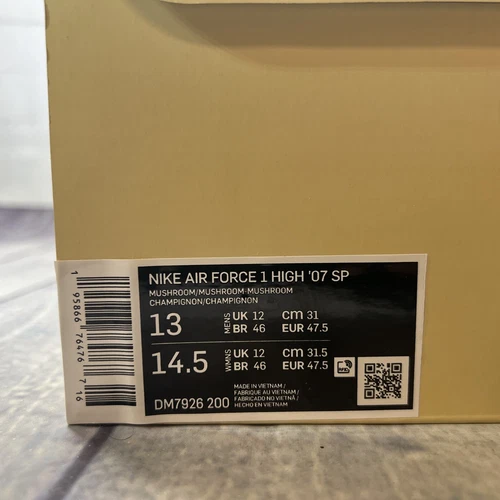 NIKE AIR FORCE 1 HIGH '07 SP
MUSHROOM/MUSHROOM-MUSHROOM
CHAMPIGNON/CHAMPIGNON
13 MENS UK 12 cm 31
BR 46 EUR 47.5
14.5 WMNS UK 12 cm 31.5
BR 46 EUR 47.5
MADE IN VIETNAM /
FABRIQUE AU VIETNAM /
FABRICADO NO VIETNÃ /
HECHO EN VIETNAM
DM7926 200
1 95866 76476 7 16